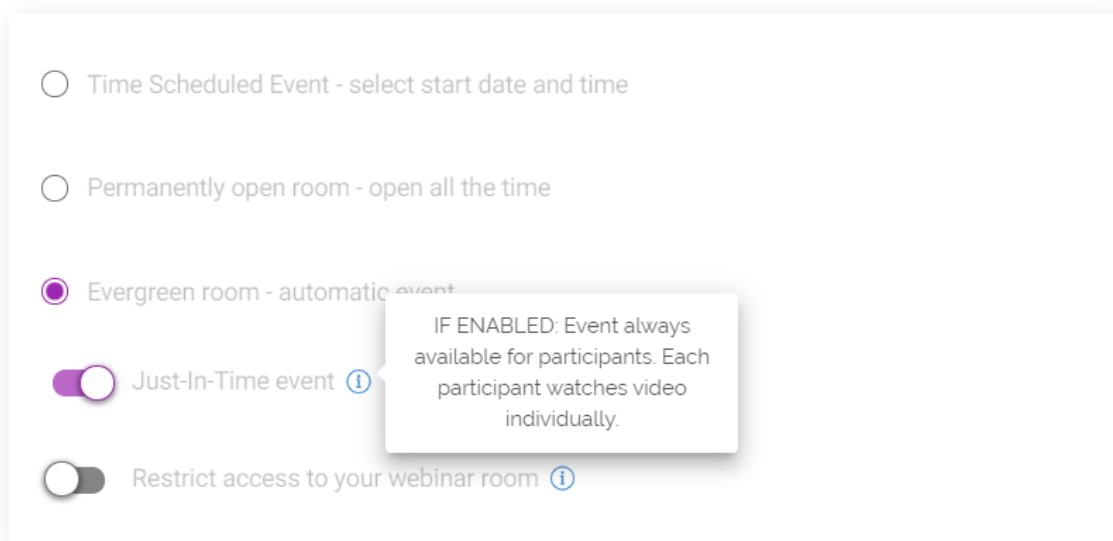 Time Scheduled Event - select start date and time
Permanently open room - open all the time
Evergreen room - automatic event
IF ENABLED: Event always
available for participants. Each
participant watches video
individually.
Just-In-Time event
Restrict access to your webinar room